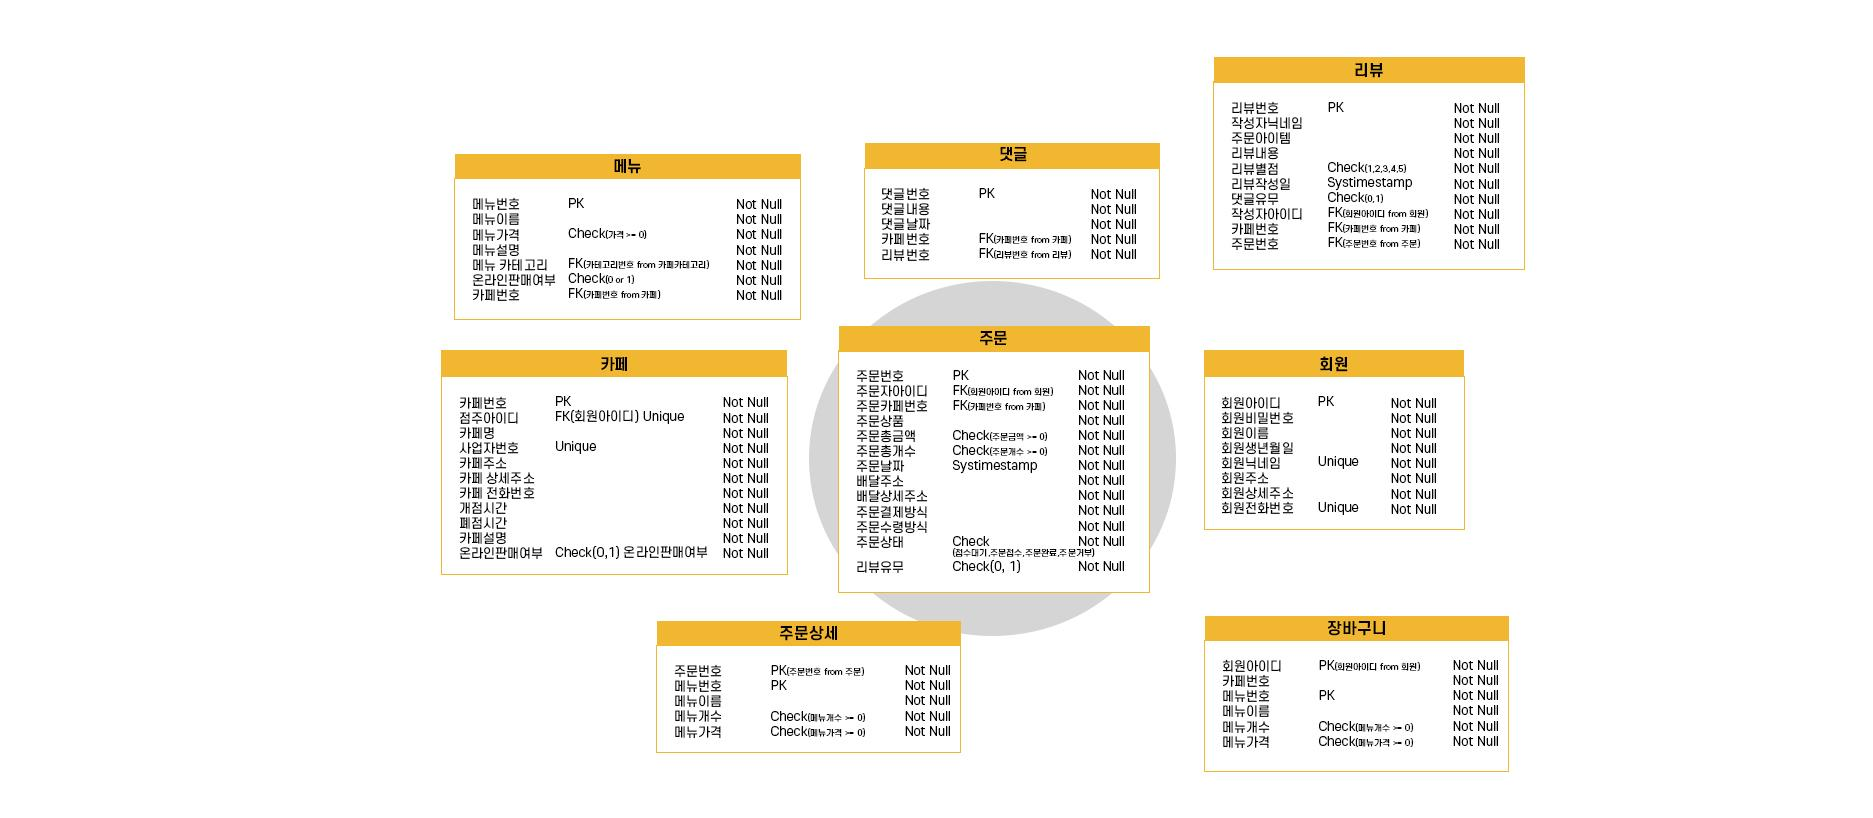 리뷰
리뷰번호 PK Not Null
작성자닉네임 Not Null
주문아이템 Not Null
리뷰내용 Not Null
리뷰별점 Check(1,2,3,4,5) Not Null
리뷰작성일 Systimestamp Not Null
댓글유무 Check(0,1) Not Null
작성자아이디 FK(회원아이디 from 회원) Not Null
카페번호 FK(카페번호 from 카페) Not Null
주문번호 FK(주문번호 from 주문) Not Null
댓글
댓글번호 PK Not Null
댓글내용 Not Null
댓글날짜 Not Null
카페번호 FK(카페번호 from 카페) Not Null
리뷰번호 FK(리뷰번호 from 리뷰) Not Null
메뉴
메뉴번호 PK Not Null
메뉴이름 Not Null
메뉴가격 Check(가격 >= 0) Not Null
메뉴설명 Not Null
메뉴 카테고리 FK(카테고리번호 from 카페카테고리) Not Null
온라인판매여부 Check(0 or 1) Not Null
카페번호 FK(카페번호 from 카페) Not Null
주문
주문번호 PK Not Null
주문자아이디 FK(회원아이디 from 회원) Not Null
주문카페번호 FK(카페번호 from 카페) Not Null
주문상품 Not Null
주문총금액 Check(주문금액 >= 0) Not Null
주문총개수 Check(주문개수 >= 0) Not Null
주문날짜 Systimestamp Not Null
배달주소 Not Null
배달상세주소 Not Null
주문결제방식 Not Null
주문수령방식 Not Null
주문상태 Check Not Null
(접수대기,주문접수,주문완료,주문거부)
리뷰유무 Check(0, 1) Not Null
카페
카페번호 PK Not Null
점주아이디 FK(회원아이디) Unique Not Null
카페명 Not Null
사업자번호 Unique Not Null
카페주소 Not Null
카페 상세주소 Not Null
카페 전화번호 Not Null
개점시간 Not Null
폐점시간 Not Null
카페설명 Not Null
온라인판매여부 Check(0,1) 온라인판매여부 Not Null
회원
회원아이디 PK Not Null
회원비밀번호 Not Null
회원이름 Not Null
회원생년월일 Not Null
회원닉네임 Unique Not Null
회원주소 Not Null
회원상세주소 Not Null
회원전화번호 Unique Not Null
주문상세
주문번호 PK(주문번호 from 주문) Not Null
메뉴번호 PK Not Null
메뉴이름 Not Null
메뉴개수 Check(메뉴개수 >= 0) Not Null
메뉴가격 Check(메뉴가격 >= 0) Not Null
장바구니
회원아이디 PK(회원아이디 from 회원) Not Null
카페번호 Not Null
메뉴번호 PK Not Null
메뉴이름 Not Null
메뉴개수 Check(메뉴개수 >= 0) Not Null
메뉴가격 Check(메뉴가격 >= 0) Not Null